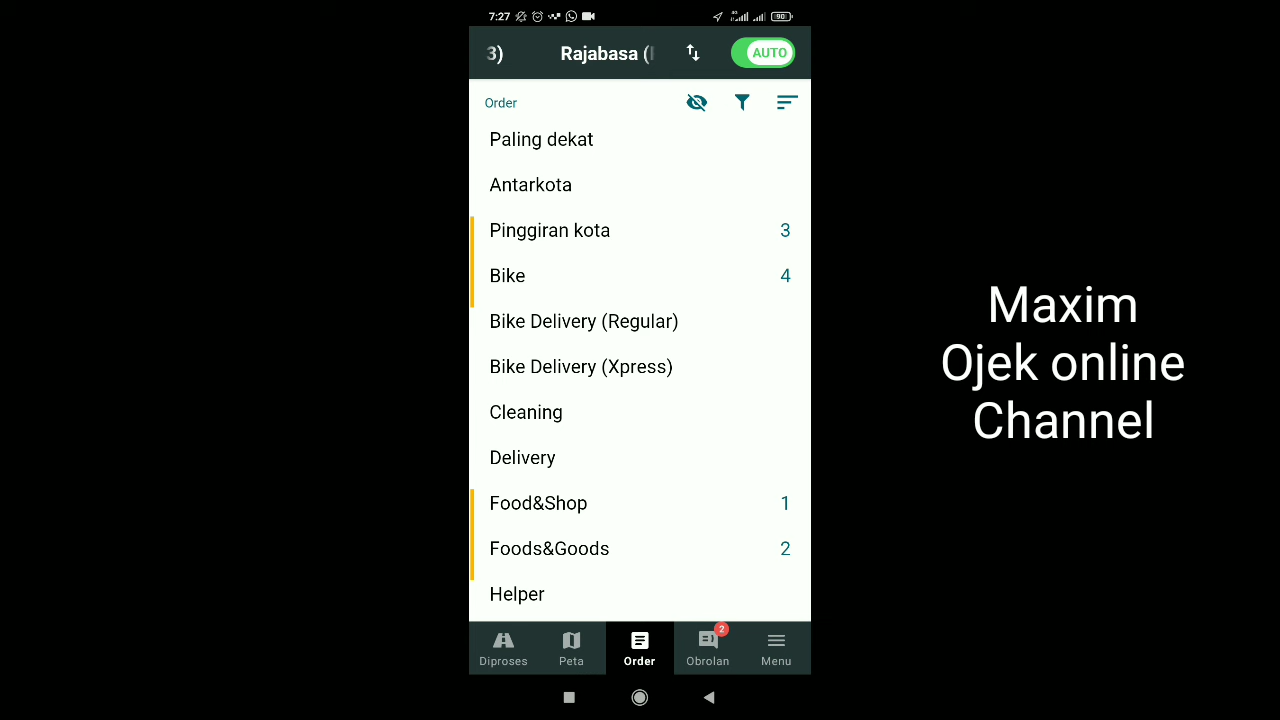 7:27
90
3) Rajabasa (
AUTO
Order
Paling dekat
Antarkota
Pinggiran kota 3
Bike 4
Bike Delivery (Regular)
Bike Delivery (Xpress)
Cleaning
Delivery
Food&Shop 1
Foods&Goods 2
Helper
2
Diproses Peta Order Obrolan Menu
Maxim
Ojek online
Channel